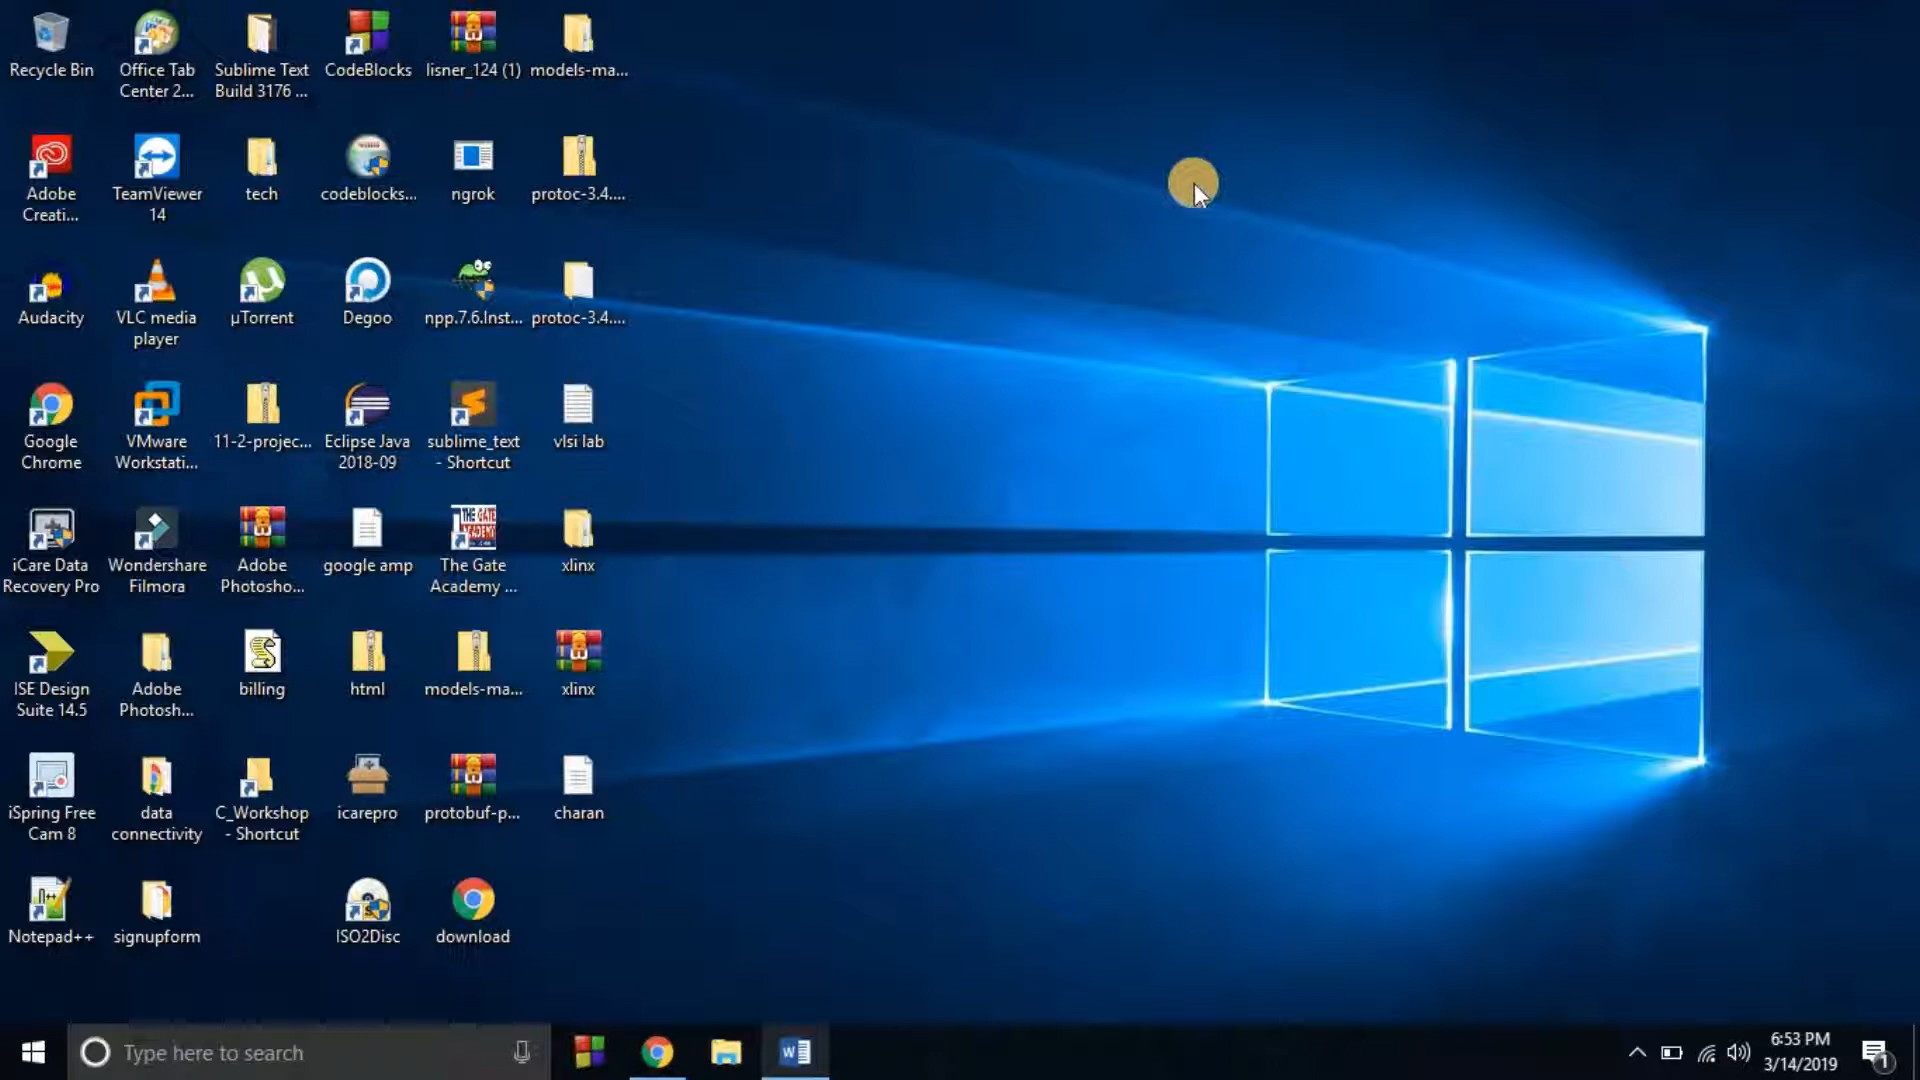 Recycle Bin
Office Tab
Center 2...
Sublime Text
Build 3176 ...
CodeBlocks
lisner_124 (1)
models-ma...
Adobe
Creati...
TeamViewer
14
tech
codeblocks...
ngrok
protoc-3.4....
Audacity
VLC media
player
µTorrent
Degoo
npp.7.6.Inst...
protoc-3.4....
Google
Chrome
VMware
Workstati...
11-2-projec...
Eclipse Java
2018-09
sublime_text
- Shortcut
vlsi lab
iCare Data
Recovery Pro
Wondershare
Filmora
Adobe
Photosho...
google amp
THE GATE
ACADEMY
The Gate
Academy ...
xlinx
ISE Design
Suite 14.5
Adobe
Photosh...
billing
html
models-ma...
xlinx
iSpring Free
Cam 8
data
connectivity
C_Workshop
- Shortcut
icarepro
protobuf-p...
charan
Notepad++
signupform
ISO2Disc
download
Type here to search
6:53 PM
3/14/2019
1